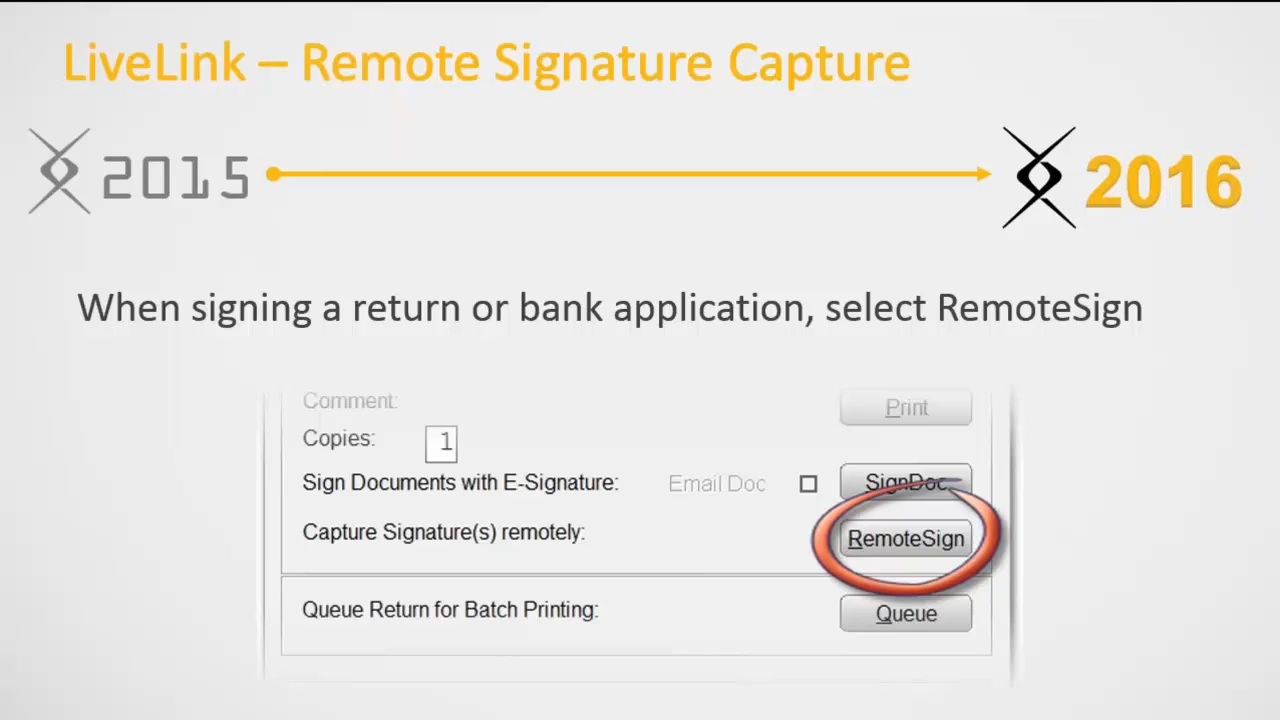 LiveLink – Remote Signature Capture
2015
2016
When signing a return or bank application, select RemoteSign
Comment:
Print
Copies: 1
Sign Documents with E-Signature: Email Doc SignDoc
Capture Signature(s) remotely: RemoteSign
Queue Return for Batch Printing: Queue